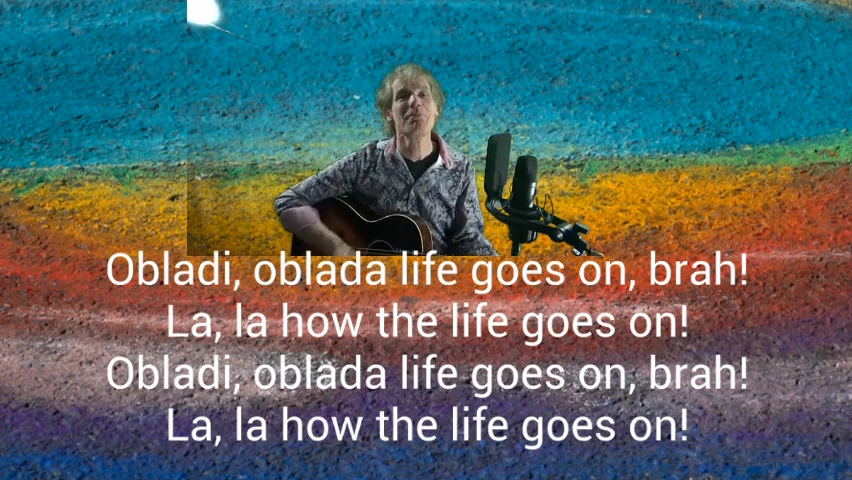 Obladi, oblada life goes on, brah!
La, la how the life goes on!
Obladi, oblada life goes on, brah!
La, la how the life goes on!